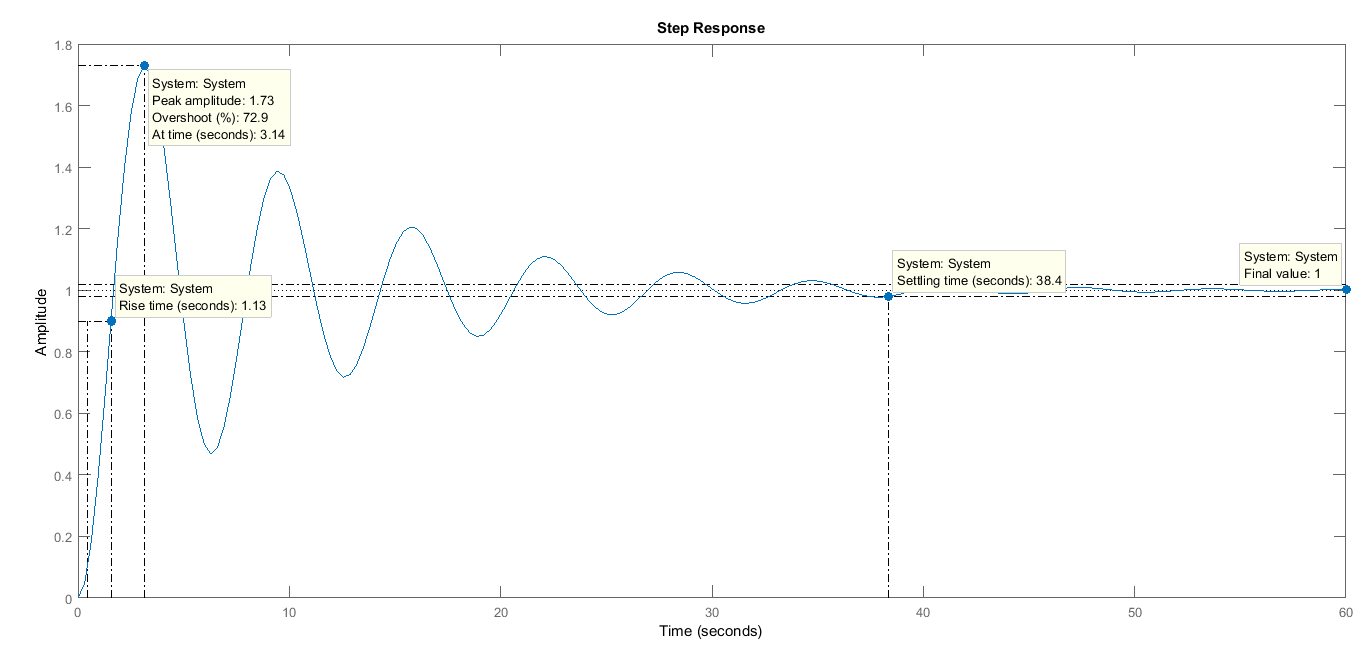 Step Response
1.8
1.6
1.4
1.2
1
0.8
0.6
0.4
0.2
0
Amplitude
System: System
Peak amplitude: 1.73
Overshoot (%): 72.9
At time (seconds): 3.14
System: System
Rise time (seconds): 1.13
System: System
Settling time (seconds): 38.4
System: System
Final value: 1
0 10 20 30 40 50 60
Time (seconds)